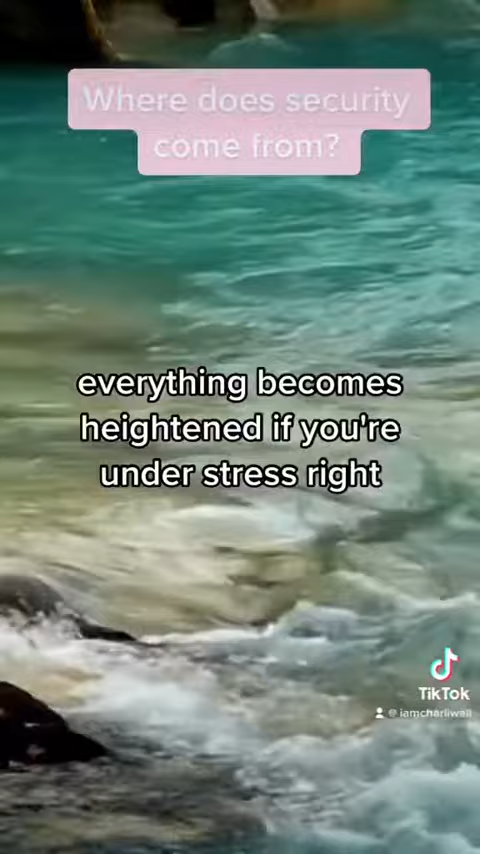 Where does security
come from?
everything becomes
heightened if you're
under stress right
TikTok
@ iamcharliwall